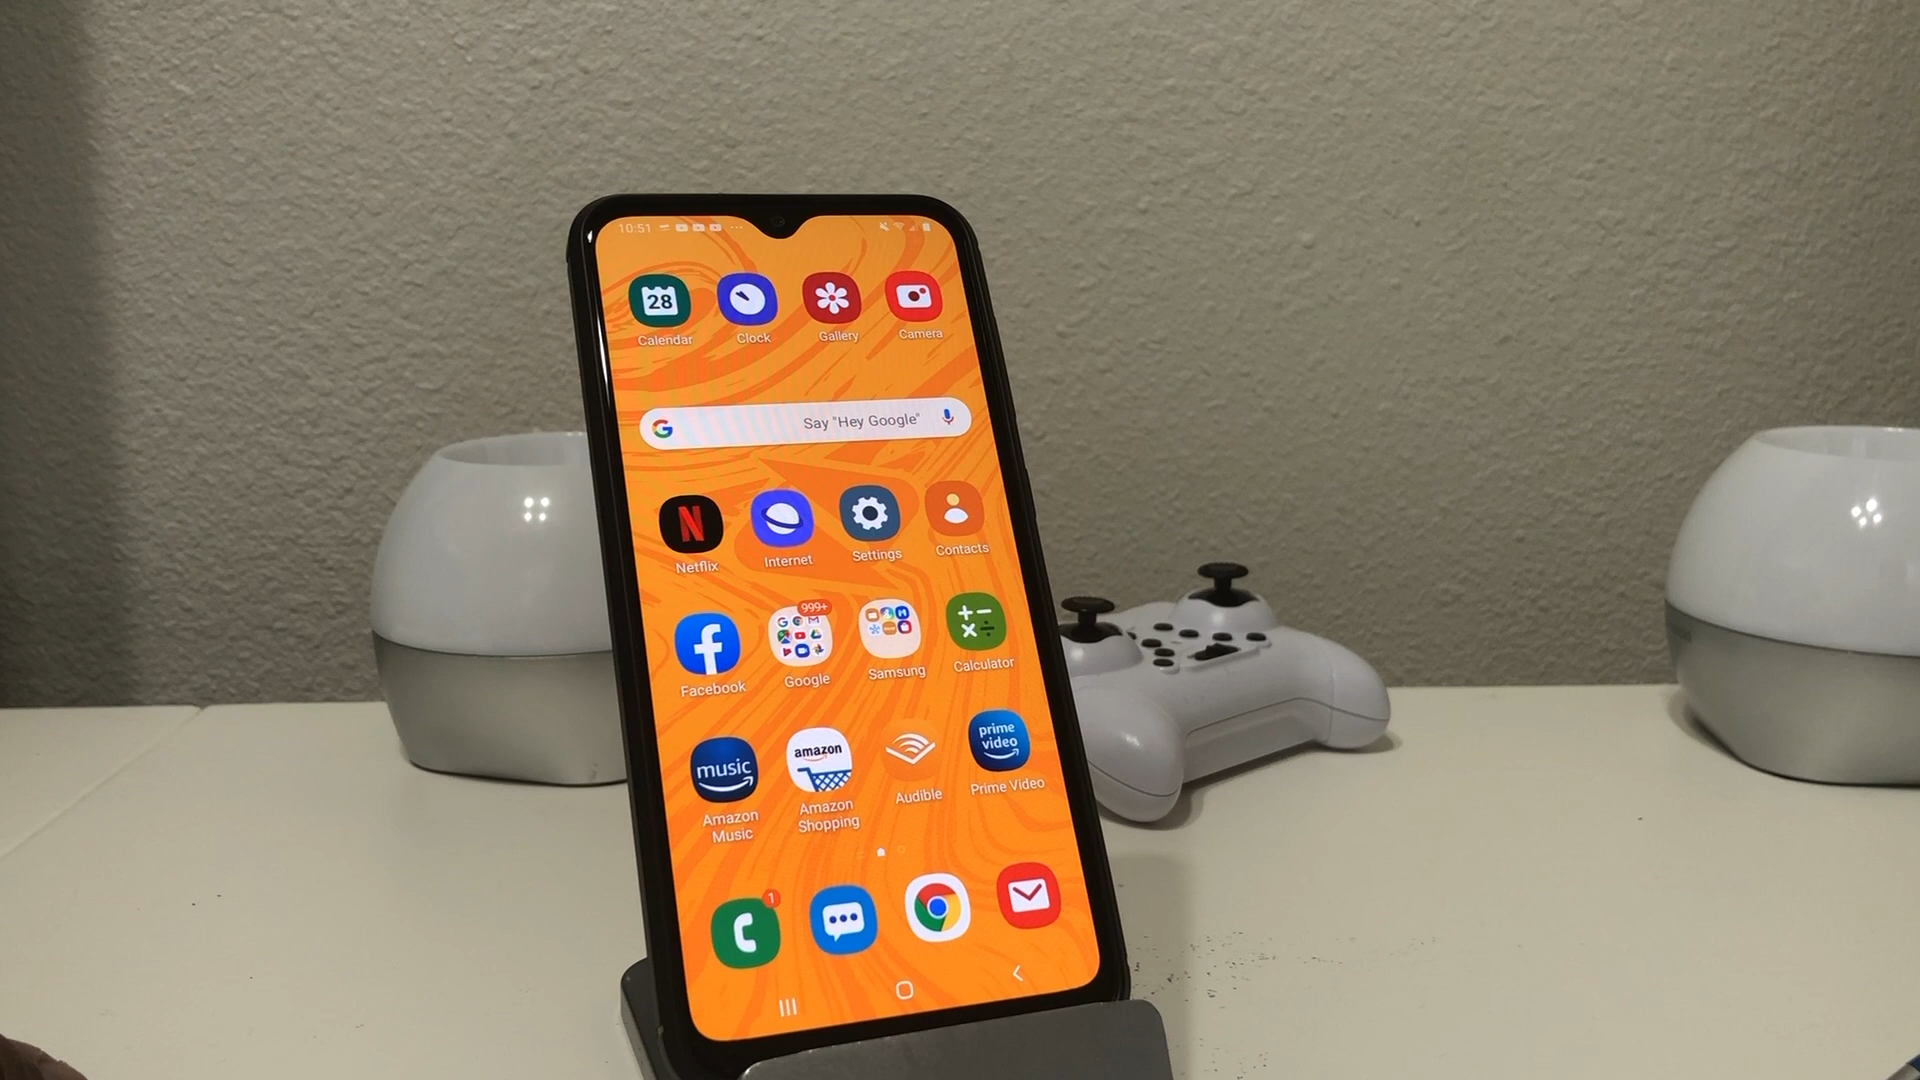 10:51
28
Calendar
Clock
Gallery
Camera
G
Say "Hey Google"
N
Netflix
Internet
Settings
Contacts
f
Facebook
999+
Google
Samsung
Calculator
music
Amazon
Music
amazon
Amazon
Shopping
Audible
prime
video
Prime Video
1